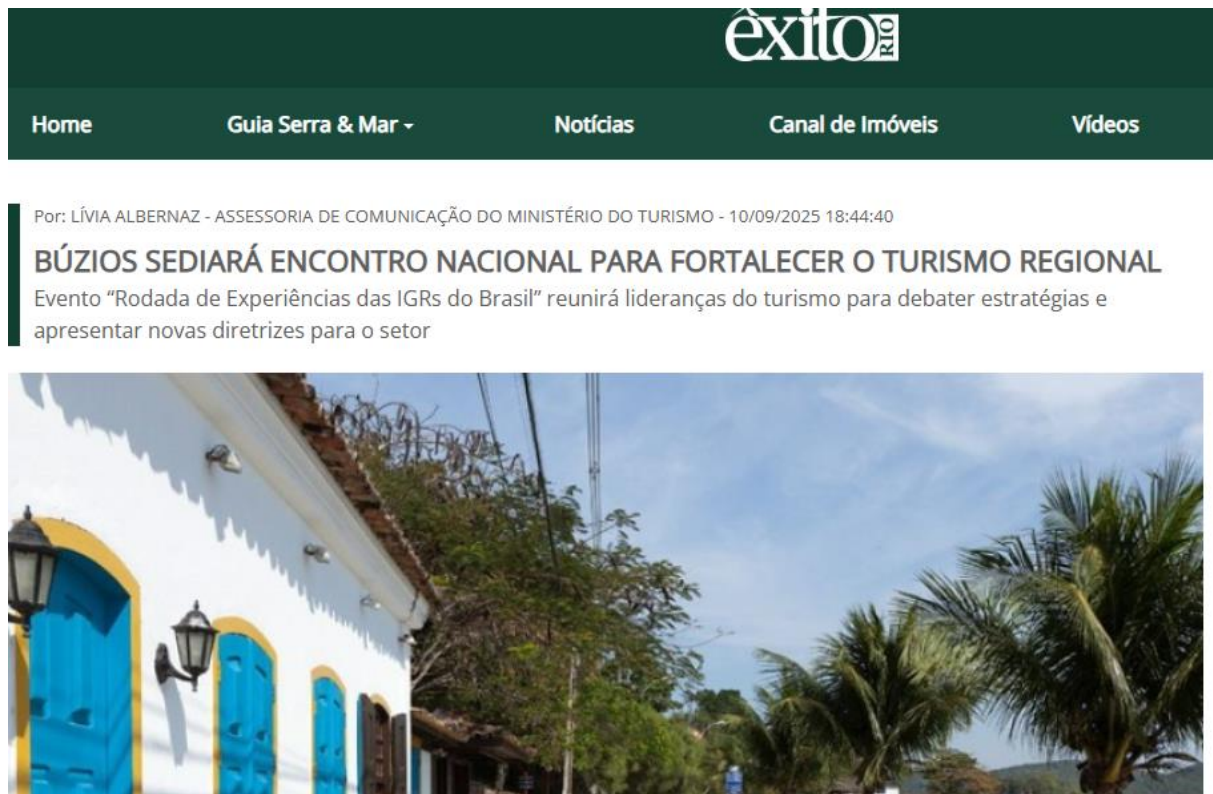 êxito RIO
Home Guia Serra & Mar Notícias Canal de Imóveis Vídeos
Por: LÍVIA ALBERNAZ - ASSESSORIA DE COMUNICAÇÃO DO MINISTÉRIO DO TURISMO - 10/09/2025 18:44:40
BÚZIOS SEDIARÁ ENCONTRO NACIONAL PARA FORTALECER O TURISMO REGIONAL
Evento “Rodada de Experiências das IGRs do Brasil” reunirá lideranças do turismo para debater estratégias e
apresentar novas diretrizes para o setor